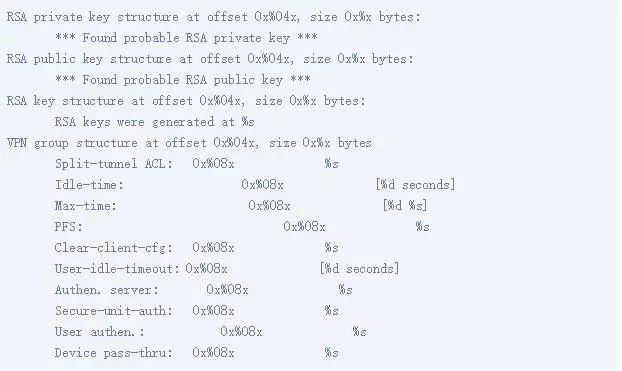 RSA private key structure at offset 0x%04x, size 0x%x bytes:
*** Found probable RSA private key ***
RSA public key structure at offset 0x%04x, size 0x%x bytes:
*** Found probable RSA public key ***
RSA key structure at offset 0x%04x, size 0x%x bytes:
RSA keys were generated at %s
VPN group structure at offset 0x%04x, size 0x%x bytes
Split-tunnel ACL: 0x%08x %s
Idle-time: 0x%08x [%d seconds]
Max-time: 0x%08x [%d %s]
PFS: 0x%08x %s
Clear-client-cfg: 0x%08x %s
User-idle-timeout: 0x%08x [%d seconds]
Authen. server: 0x%08x %s
Secure-unit-auth: 0x%08x %s
User authen.: 0x%08x %s
Device pass-thru: 0x%08x %s